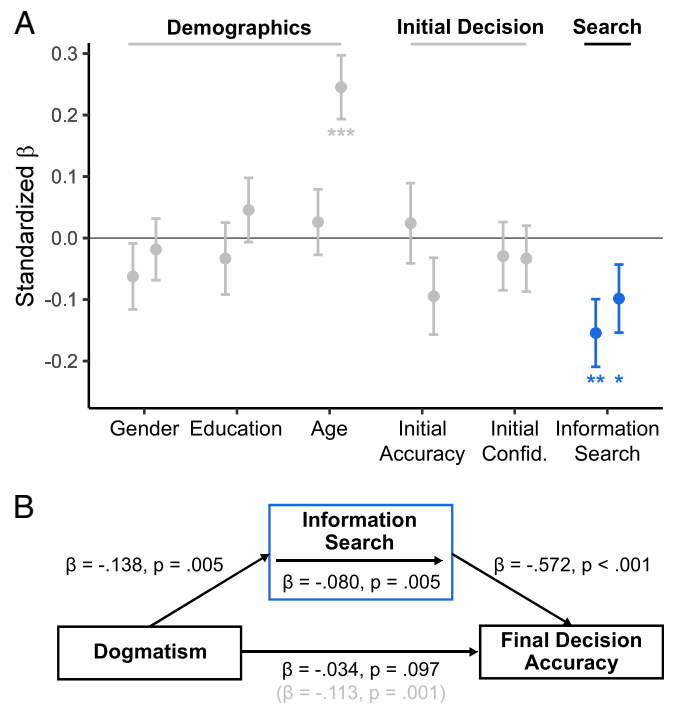 A
Demographics Initial Decision Search
Standardized β
0.3
0.2
0.1
0.0
-0.1
-0.2
***
** *
Gender Education Age Initial Accuracy Initial Confid. Information Search
B
Information
Search
β = -.138, p = .005
β = -.080, p = .005
β = -.572, p < .001
Dogmatism
Final Decision
Accuracy
β = -.034, p = .097
(β = -.113, p = .001)